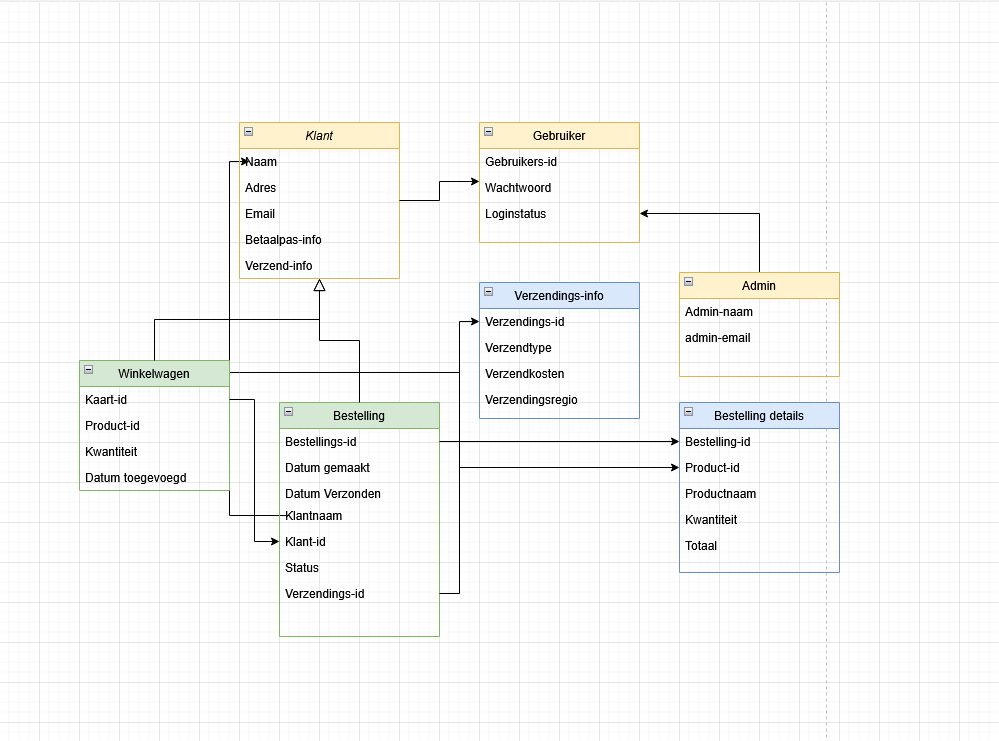 Klant
Naam
Adres
Email
Betaalpas-info
Verzend-info
Gebruiker
Gebruikers-id
Wachtwoord
Loginstatus
Verzendings-info
Verzendings-id
Verzendtype
Verzendkosten
Verzendingsregio
Admin
Admin-naam
admin-email
Winkelwagen
Kaart-id
Product-id
Kwantiteit
Datum toegevoegd
Bestelling
Bestellings-id
Datum gemaakt
Datum Verzonden
Klantnaam
Klant-id
Status
Verzendings-id
Bestelling details
Bestelling-id
Product-id
Productnaam
Kwantiteit
Totaal